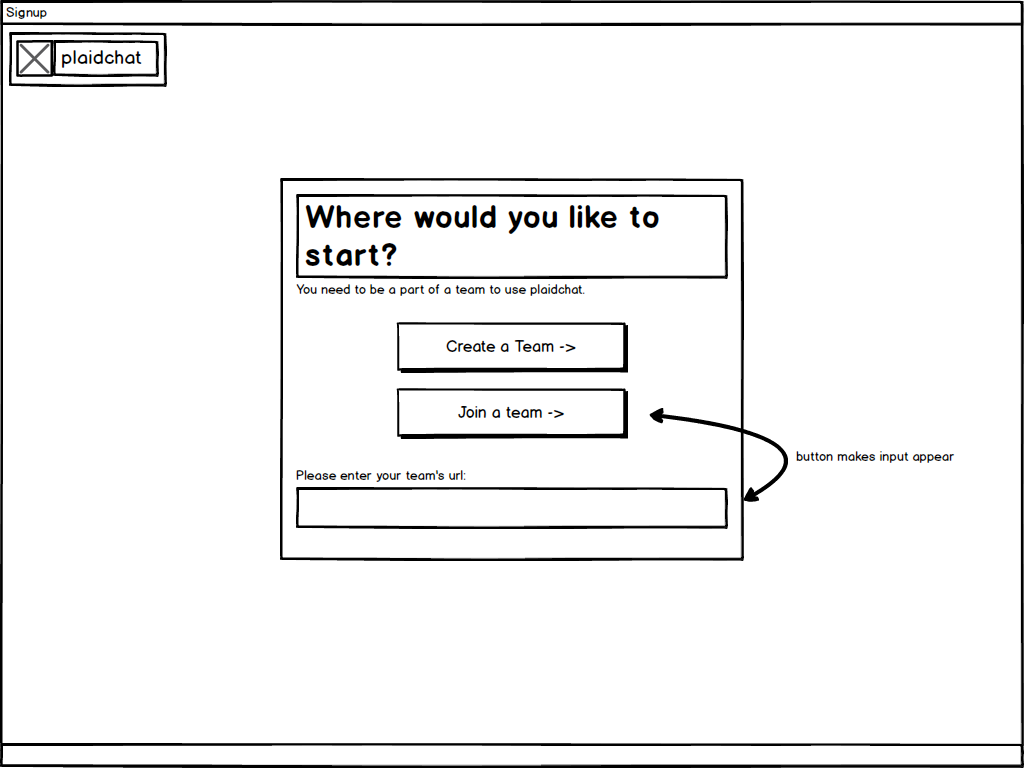 Signup
plaidchat
Where would you like to
start?
You need to be a part of a team to use plaidchat.
Create a Team ->
Join a team ->
button makes input appear
Please enter your team's url: